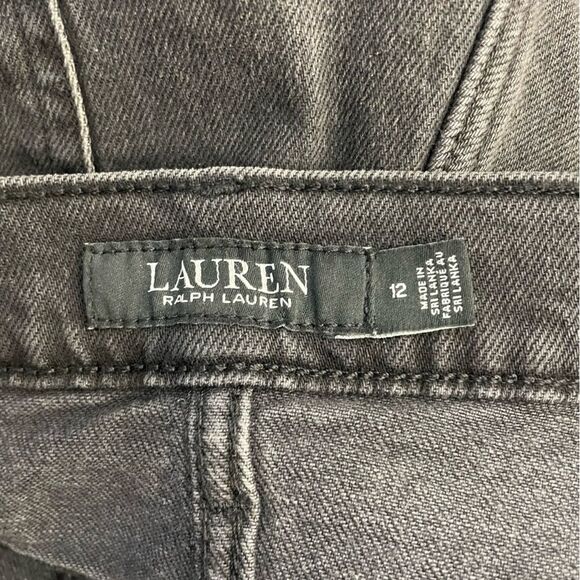 LAUREN
RALPH LAUREN
12
MADE IN
SRI LANKA
FABRIQUÉ AU
SRI LANKA